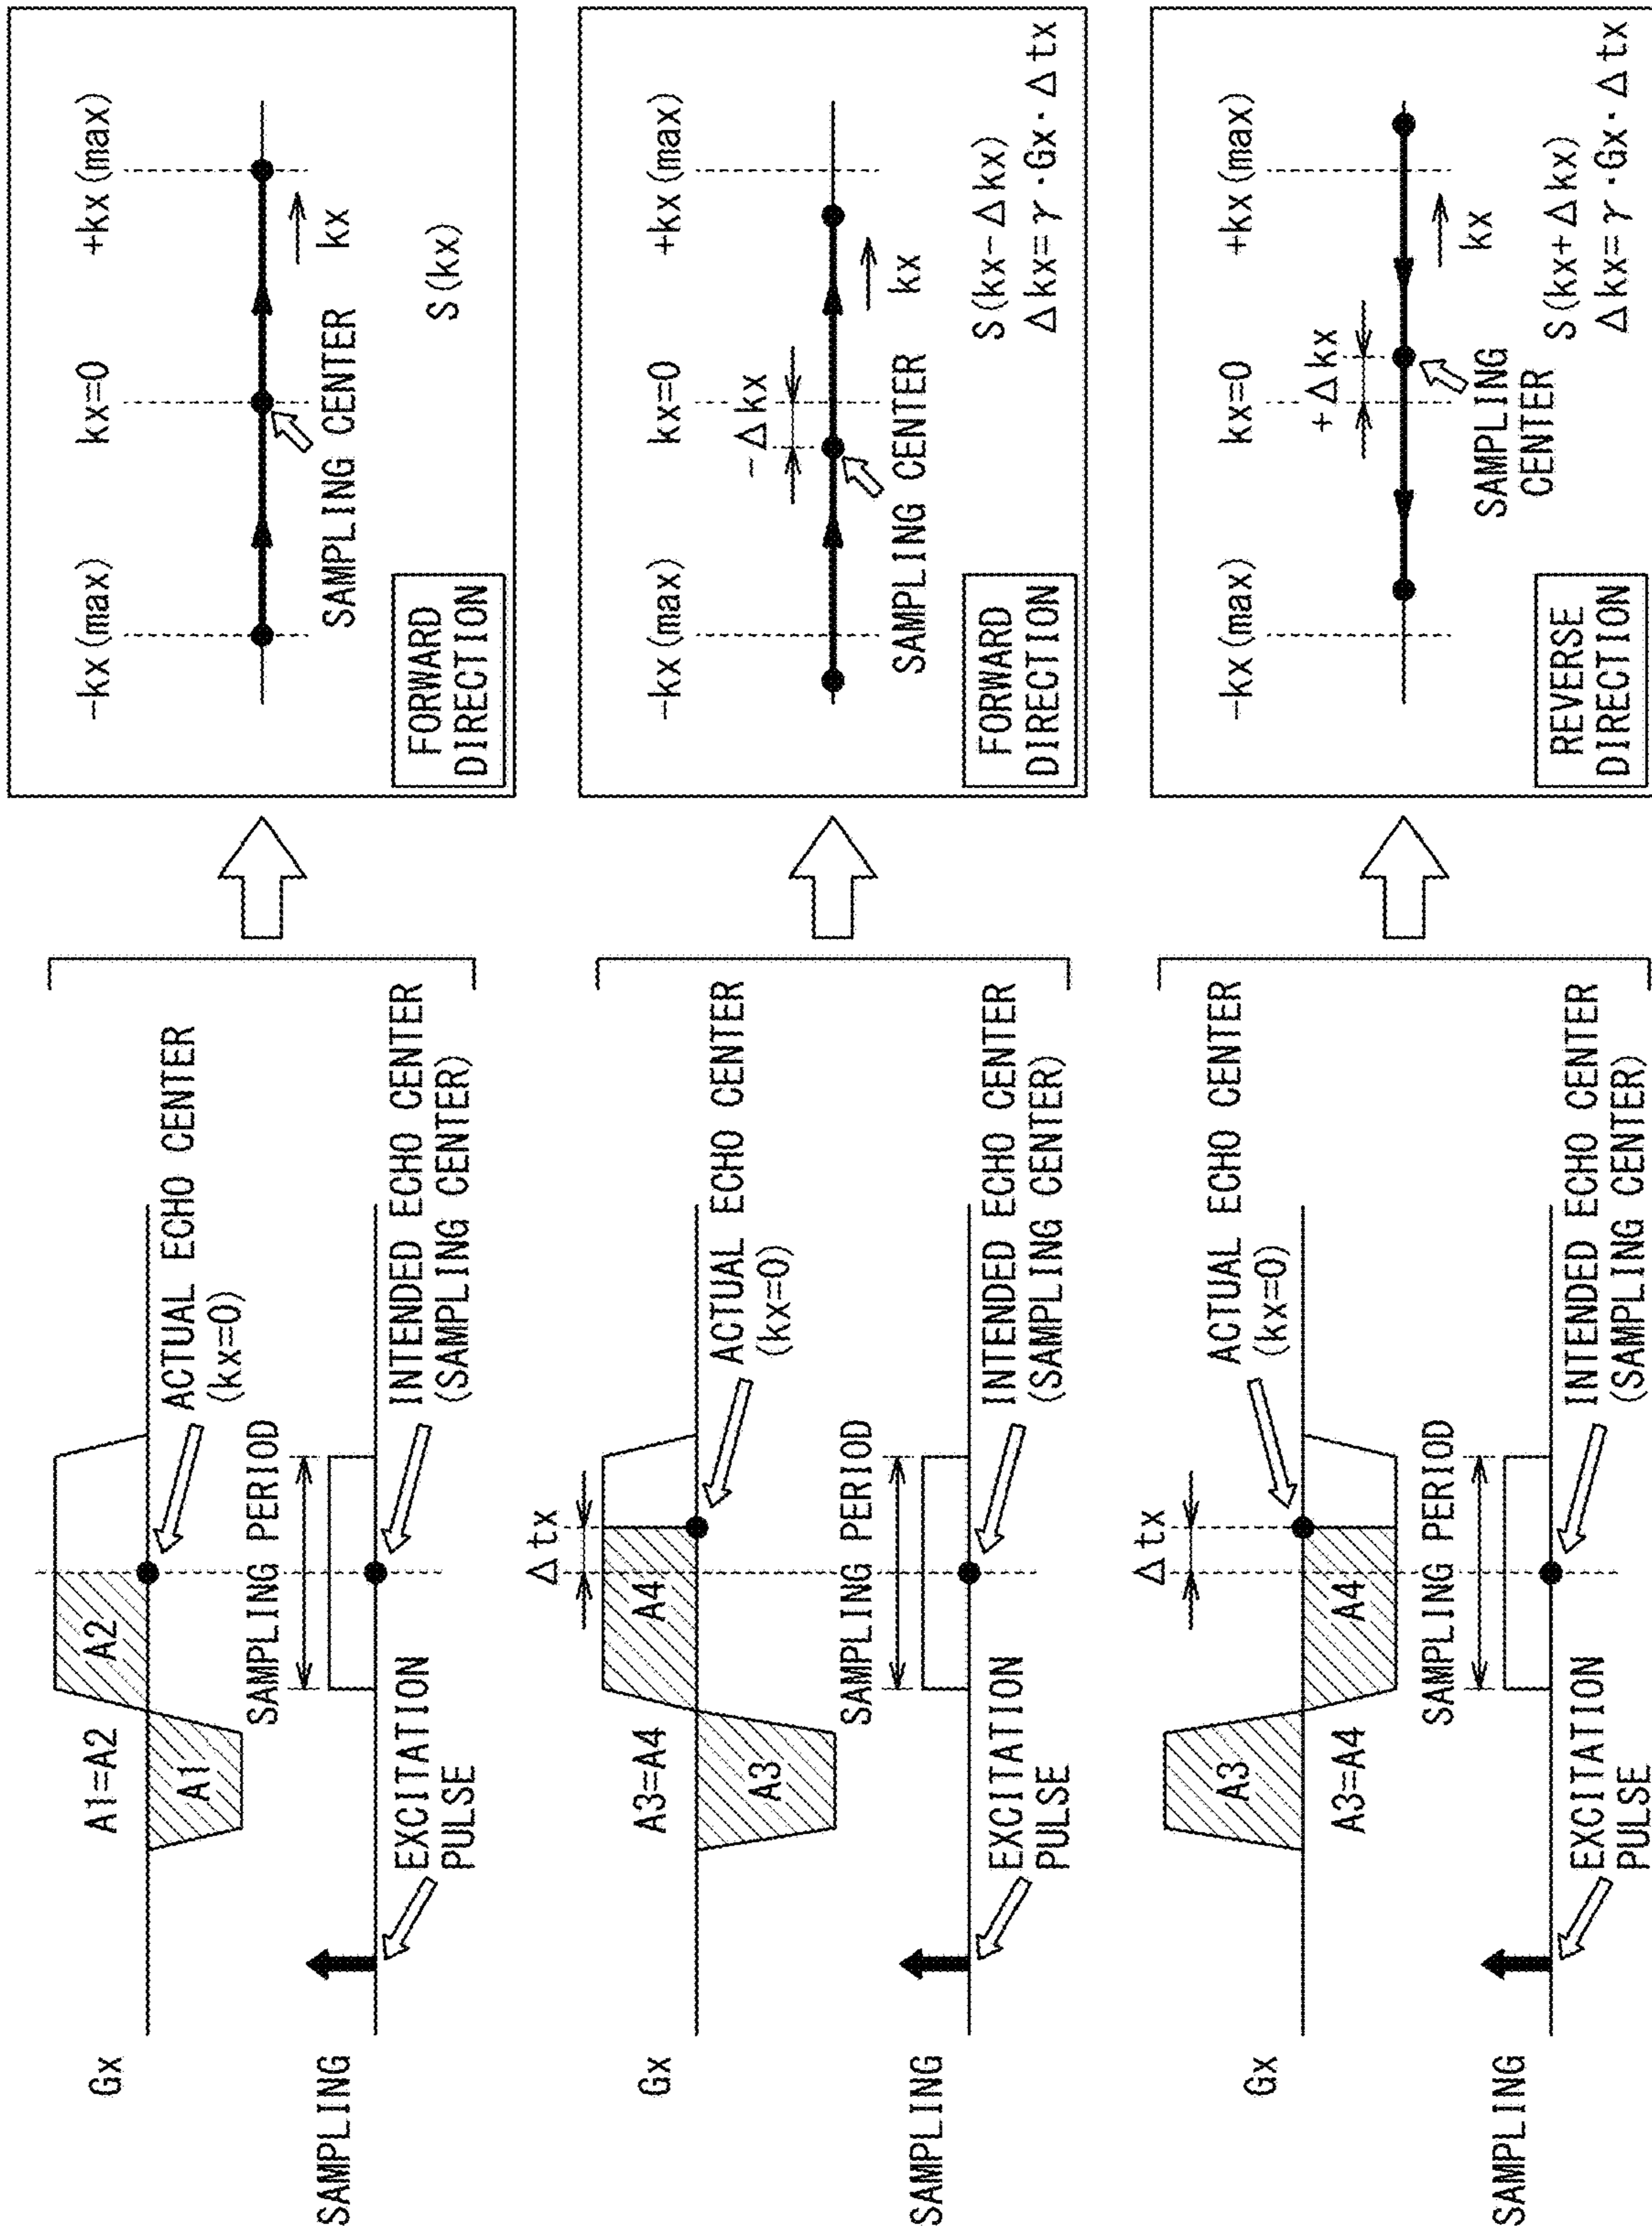 Gx
A1=A2
A1
A2
ACTUAL ECHO CENTER
(kx=0)
SAMPLING PERIOD
SAMPLING
EXCITATION
PULSE
INTENDED ECHO CENTER
(SAMPLING CENTER)
-kx(max)
kx=0
+kx(max)
SAMPLING CENTER
kx
S(kx)
FORWARD
DIRECTION
Δtx
Gx
A3=A4
A3
A4
ACTUAL ECHO CENTER
(kx=0)
SAMPLING PERIOD
SAMPLING
EXCITATION
PULSE
INTENDED ECHO CENTER
(SAMPLING CENTER)
-kx(max)
kx=0
+kx(max)
-Δkx
SAMPLING CENTER
kx
S(kx-Δkx)
Δkx=γ·Gx·Δtx
FORWARD
DIRECTION
Δtx
Gx
A3
A3=A4
A4
ACTUAL ECHO CENTER
(kx=0)
SAMPLING PERIOD
SAMPLING
EXCITATION
PULSE
INTENDED ECHO CENTER
(SAMPLING CENTER)
-kx(max)
kx=0
+kx(max)
+Δkx
SAMPLING
CENTER
kx
S(kx+Δkx)
Δkx=γ·Gx·Δtx
REVERSE
DIRECTION